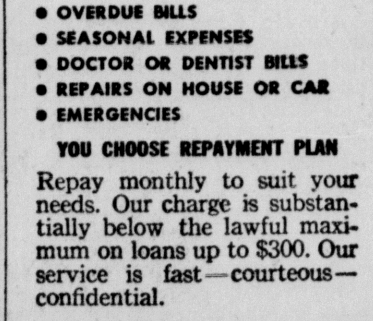 • OVERDUE BILLS
• SEASONAL EXPENSES
• DOCTOR OR DENTIST BILLS
• REPAIRS ON HOUSE OR CAR
• EMERGENCIES
YOU CHOOSE REPAYMENT PLAN
Repay monthly to suit your
needs. Our charge is substan-
tially below the lawful maxi-
mum on loans up to $300. Our
service is fast—courteous—
confidential.